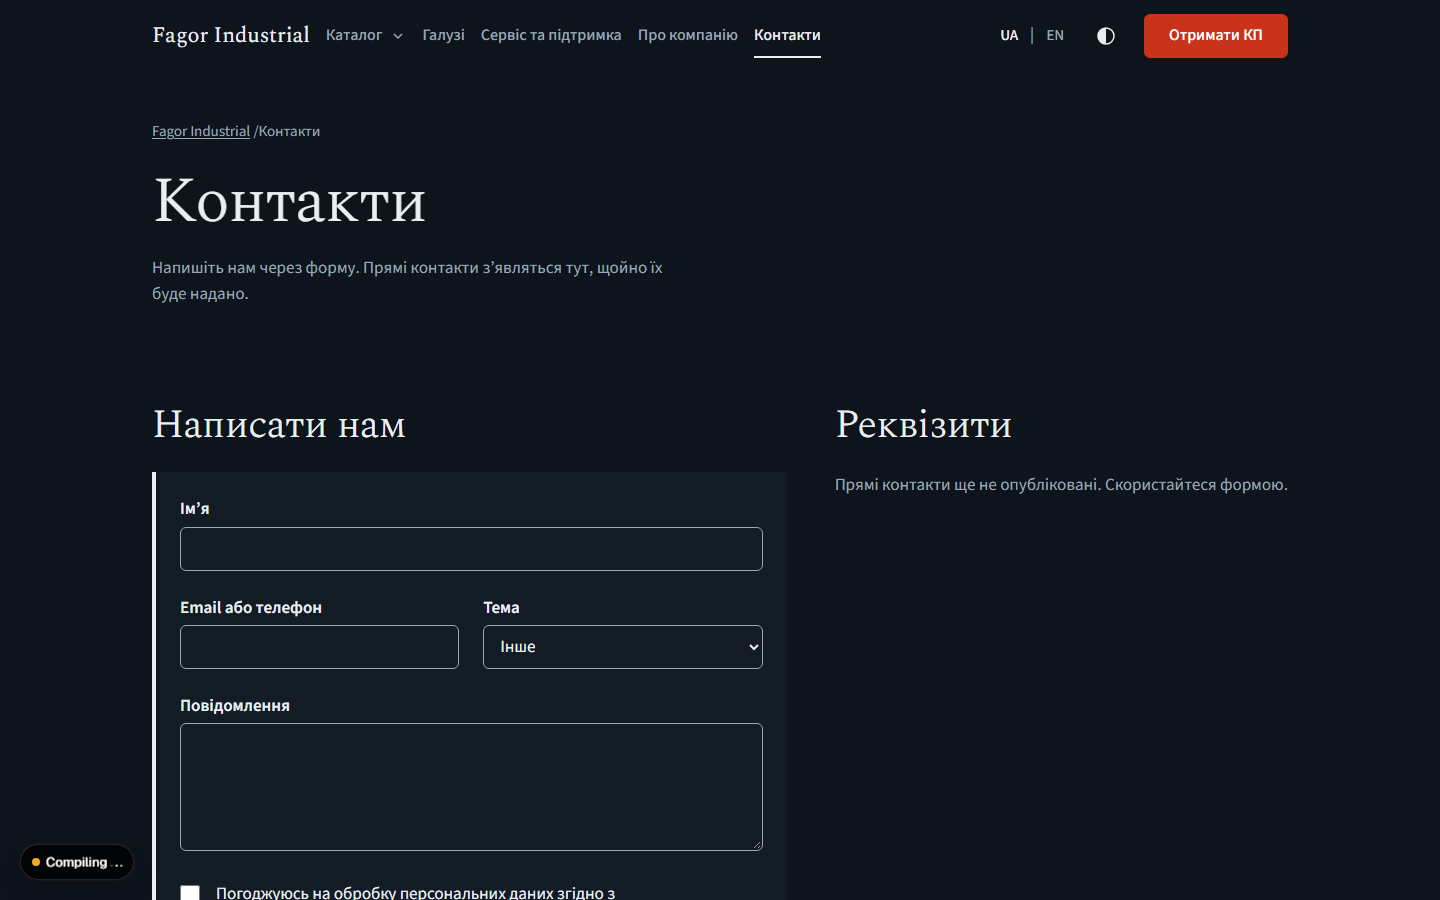 Fagor Industrial Каталог Галузі Сервіс та підтримка Про компанію Контакти UA | EN Отримати КП
Fagor Industrial /Контакти
Контакти
Напишіть нам через форму. Прямі контакти з’являться тут, щойно їх
буде надано.
Написати нам
Ім’я
Email або телефон
Тема
Інше
Повідомлення
Погоджуюсь на обробку персональних даних згідно з
Реквізити
Прямі контакти ще не опубліковані. Скористайтеся формою.
Compiling ...